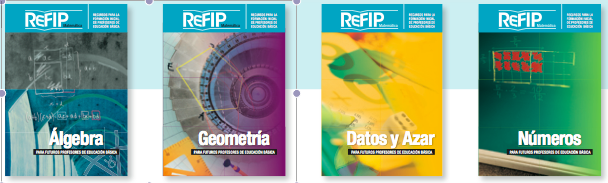 REFIP
Matemática
RECURSOS PARA LA
FORMACIÓN INICIAL
DE PROFESORES DE
EDUCACIÓN BÁSICA
Álgebra
PARA FUTUROS PROFESORES DE EDUCACIÓN BÁSICA
REFIP
Matemática
RECURSOS PARA LA
FORMACIÓN INICIAL
DE PROFESORES DE
EDUCACIÓN BÁSICA
Geometría
PARA FUTUROS PROFESORES DE EDUCACIÓN BÁSICA
REFIP
Matemática
RECURSOS PARA LA
FORMACIÓN INICIAL
DE PROFESORES DE
EDUCACIÓN BÁSICA
Datos y Azar
PARA FUTUROS PROFESORES DE EDUCACIÓN BÁSICA
REFIP
Matemática
RECURSOS PARA LA
FORMACIÓN INICIAL
DE PROFESORES DE
EDUCACIÓN BÁSICA
Números
PARA FUTUROS PROFESORES DE EDUCACIÓN BÁSICA